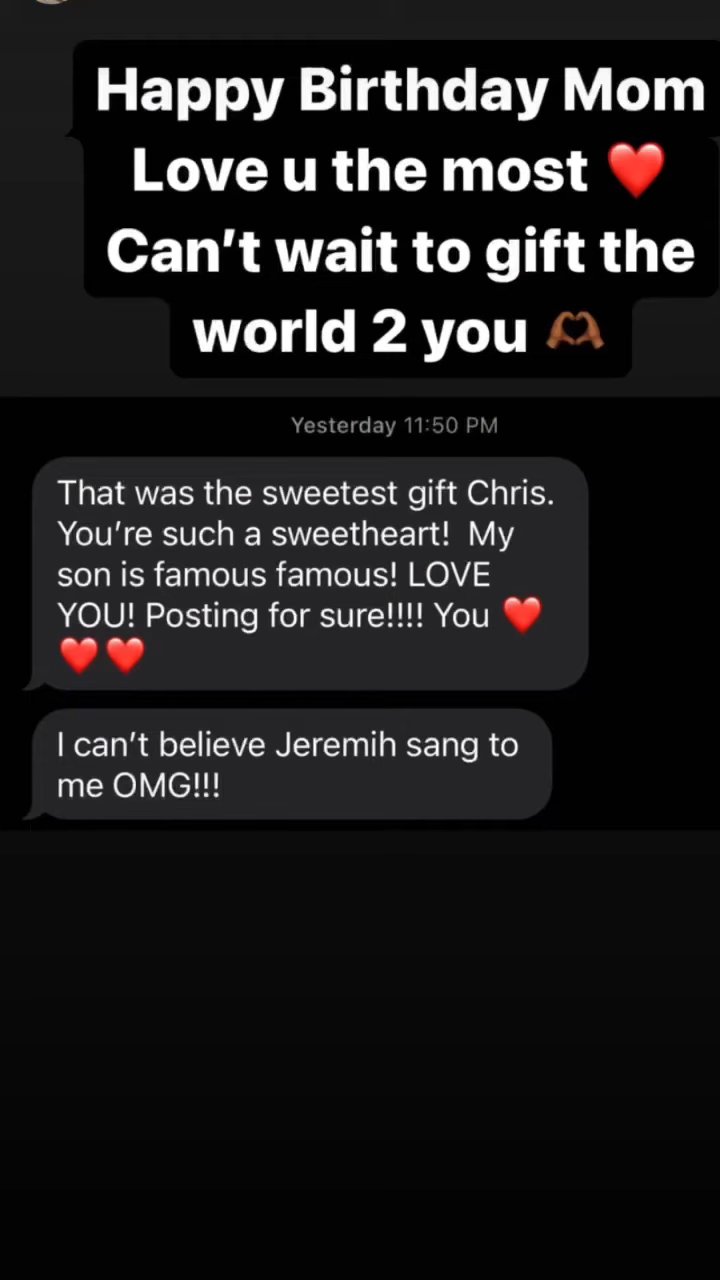 Happy Birthday Mom
Love u the most ❤️
Can't wait to gift the
world 2 you 🫶🏾
Yesterday 11:50 PM
That was the sweetest gift Chris.
You're such a sweetheart!  My
son is famous famous! LOVE
YOU! Posting for sure!!!! You ❤️
❤️❤️
I can't believe Jeremih sang to
me OMG!!!